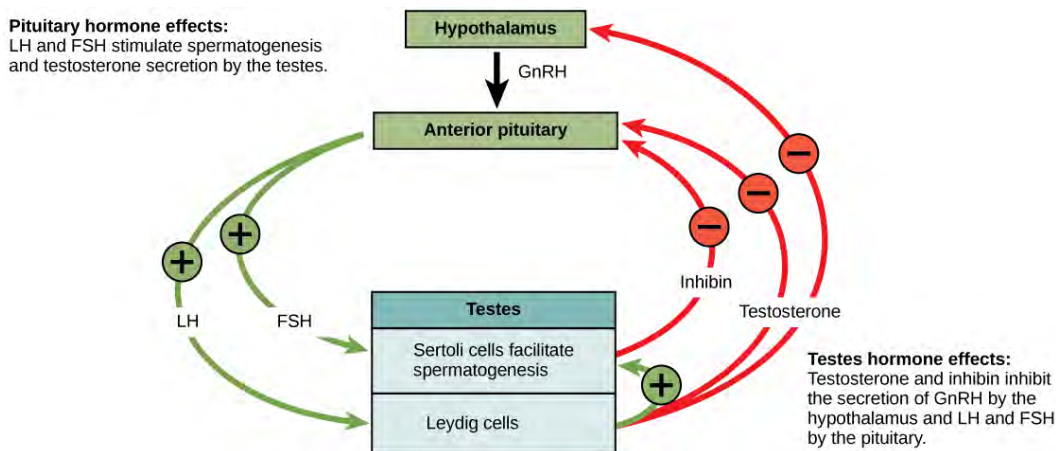 Pituitary hormone effects:
LH and FSH stimulate spermatogenesis
and testosterone secretion by the testes.
Hypothalamus
GnRH
Anterior pituitary
LH
FSH
Inhibin
Testosterone
Testes
Sertoli cells facilitate
spermatogenesis
Leydig cells
Testes hormone effects:
Testosterone and inhibin inhibit
the secretion of GnRH by the
hypothalamus and LH and FSH
by the pituitary.